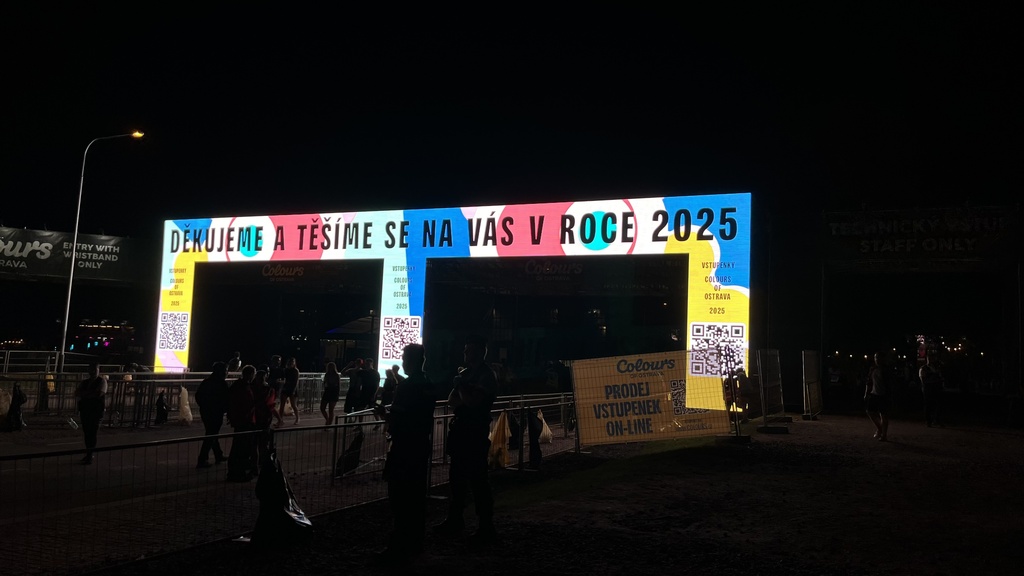 DĚKUJEME A TĚŠÍME SE NA VÁS V ROCE 2025
ours
RAVA
ENTRY WITH
WRISTBAND
ONLY
VSTUPENKY
COLOURS
OF
OSTRAVA
2025
Colours
VSTUPENKY
COLOURS
OF
OSTRAVA
2025
Colours
VSTUPENKY
COLOURS
OF
OSTRAVA
2025
TECHNICKÝ
STAFF ONLY
Colours
PRODEJ
VSTUPENEK
ON-LINE